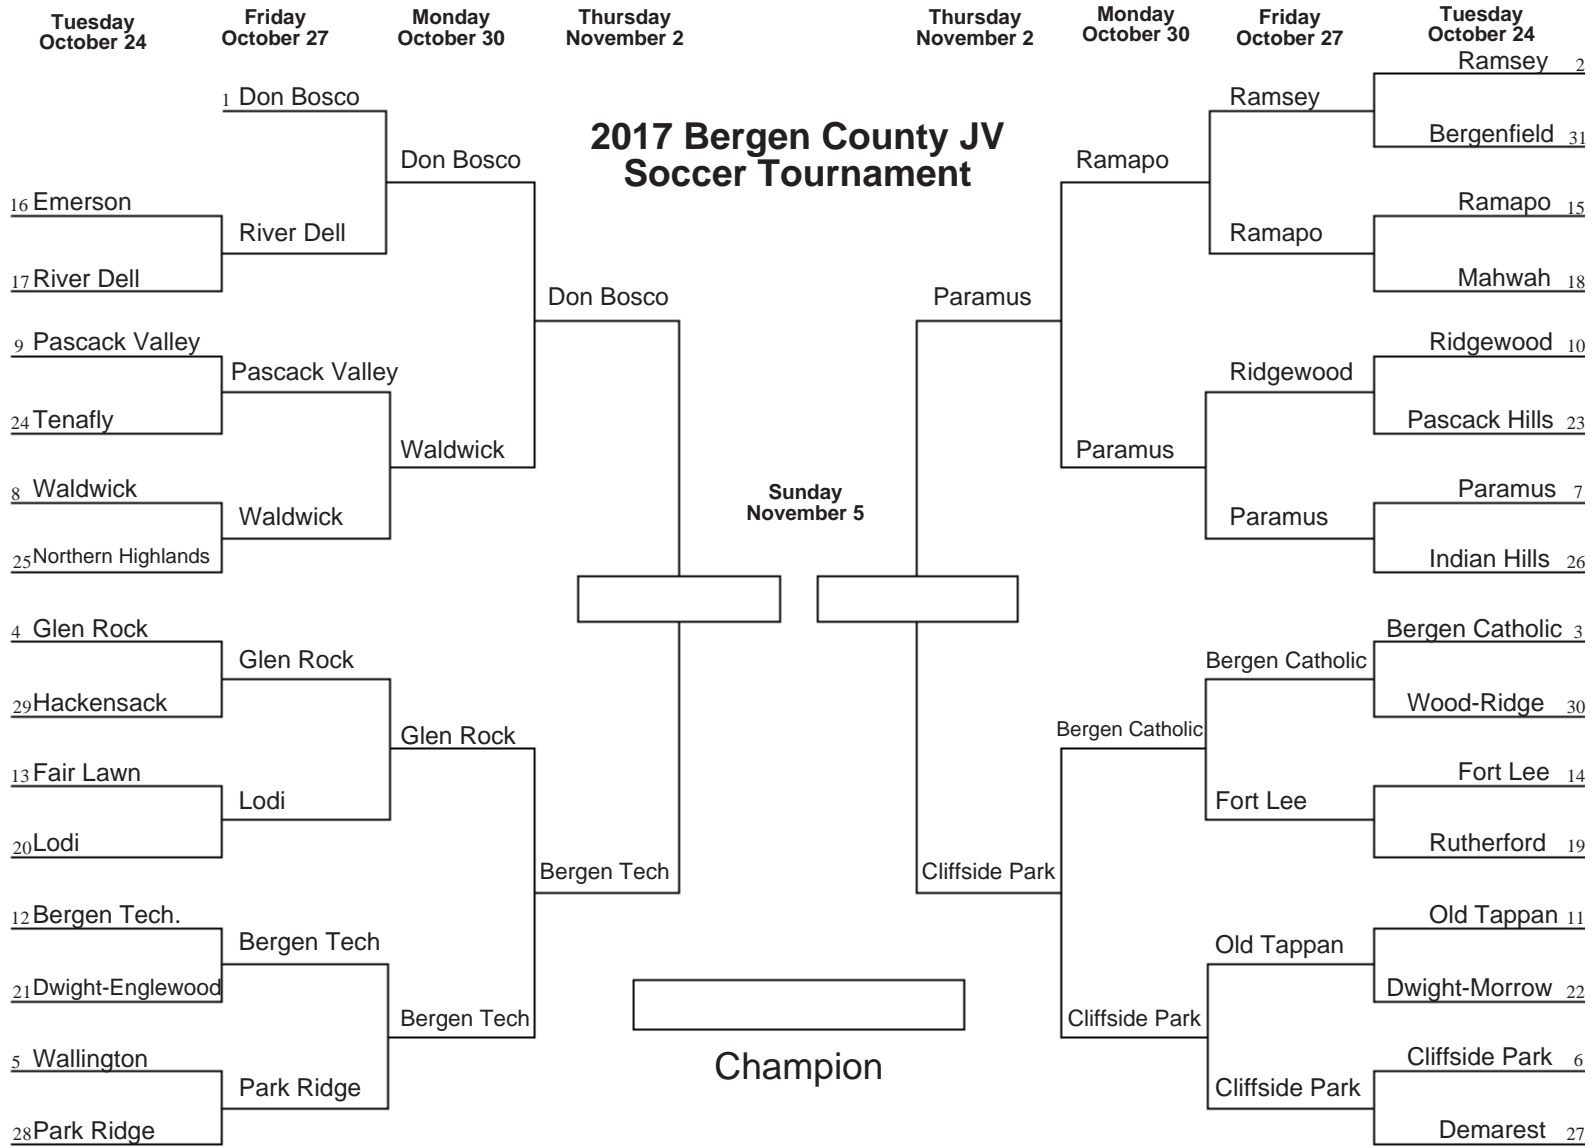 Tuesday
October 24
Friday
October 27
Monday
October 30
Thursday
November 2
Thursday
November 2
Monday
October 30
Friday
October 27
Tuesday
October 24
2017 Bergen County JV
Soccer Tournament
1 Don Bosco
16 Emerson
17 River Dell
9 Pascack Valley
24 Tenafly
8 Waldwick
25 Northern Highlands
4 Glen Rock
29 Hackensack
13 Fair Lawn
20 Lodi
12 Bergen Tech.
21 Dwight-Englewood
5 Wallington
28 Park Ridge
River Dell
Pascack Valley
Waldwick
Glen Rock
Lodi
Bergen Tech
Park Ridge
Don Bosco
Waldwick
Glen Rock
Bergen Tech
Don Bosco
Bergen Tech
Sunday
November 5
Champion
Paramus
Cliffside Park
Ramapo
Paramus
Bergen Catholic
Cliffside Park
Ramsey
Ramapo
Ridgewood
Paramus
Bergen Catholic
Fort Lee
Old Tappan
Cliffside Park
Ramsey 2
Bergenfield 31
Ramapo 15
Mahwah 18
Ridgewood 10
Pascack Hills 23
Paramus 7
Indian Hills 26
Bergen Catholic 3
Wood-Ridge 30
Fort Lee 14
Rutherford 19
Old Tappan 11
Dwight-Morrow 22
Cliffside Park 6
Demarest 27